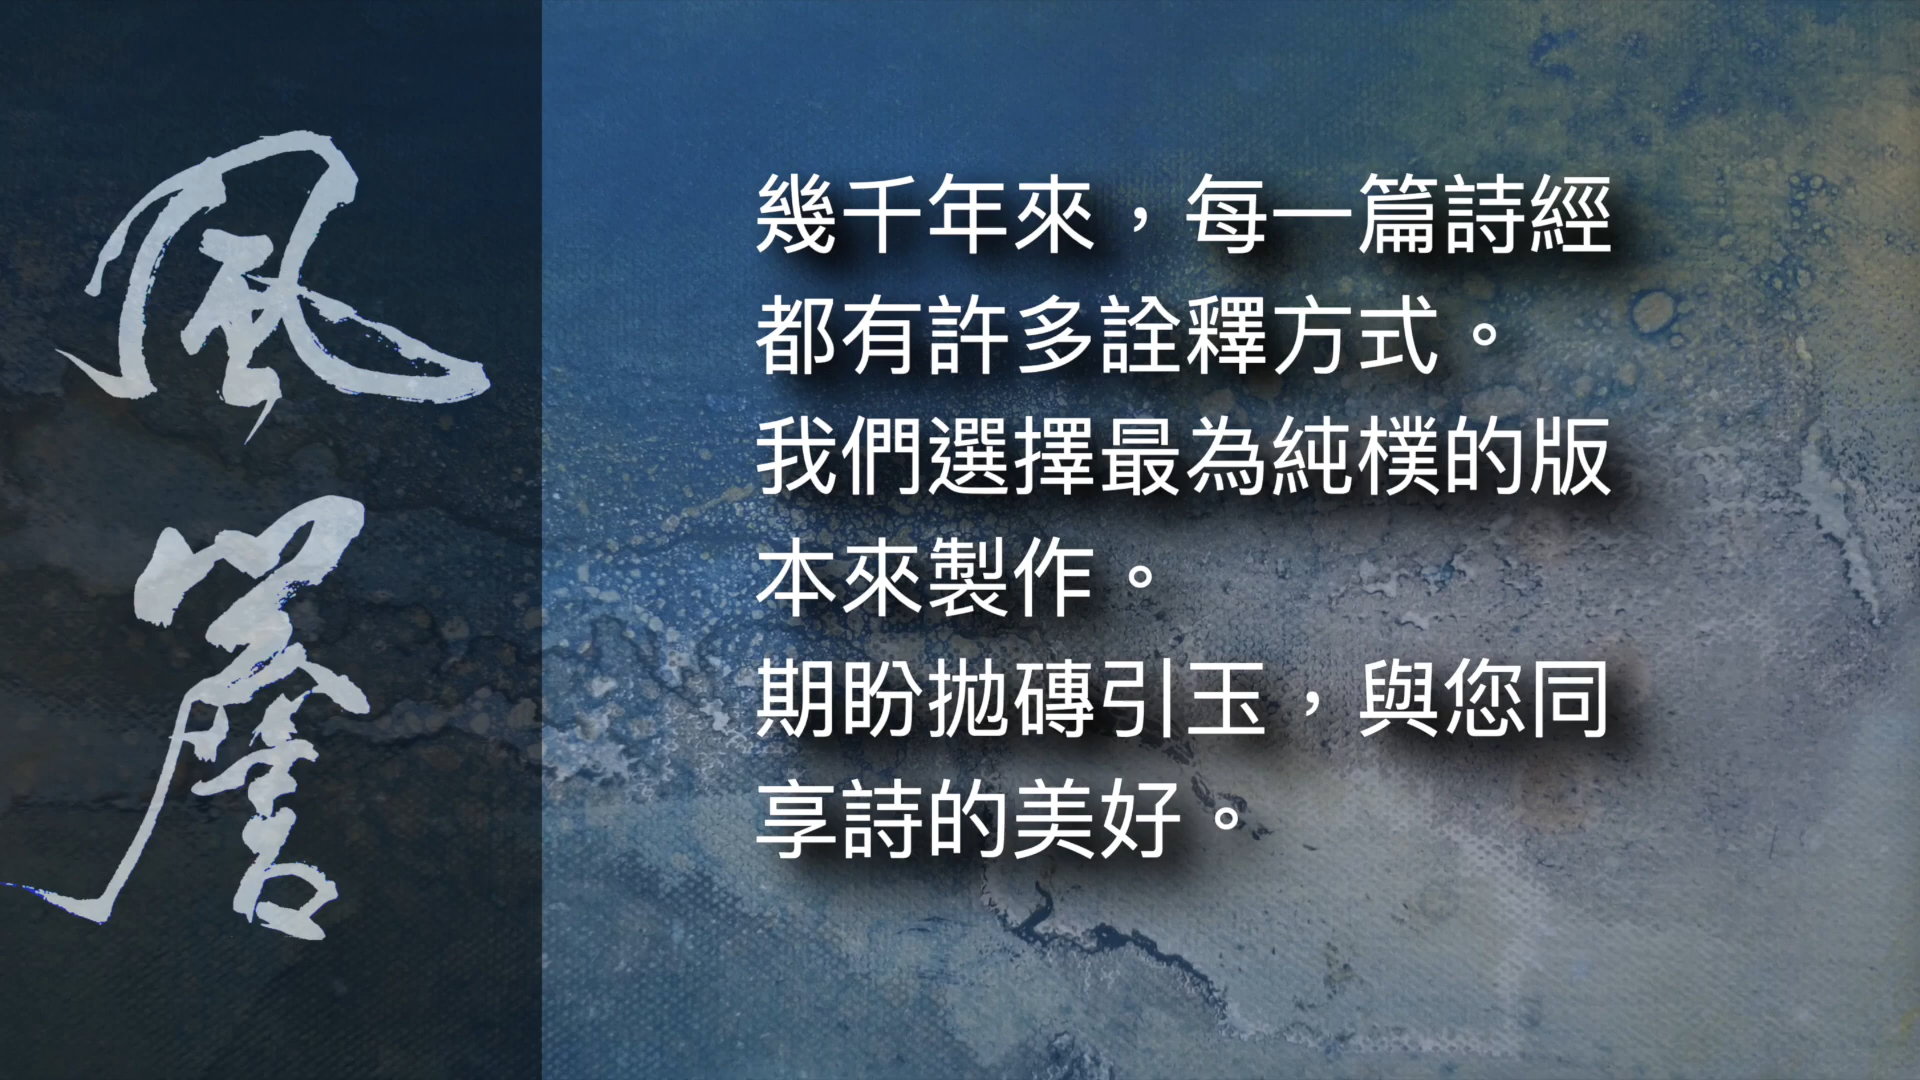 風簷
幾千年來，每一篇詩經
都有許多詮釋方式。
我們選擇最為純樸的版
本來製作。
期盼拋磚引玉，與您同
享詩的美好。